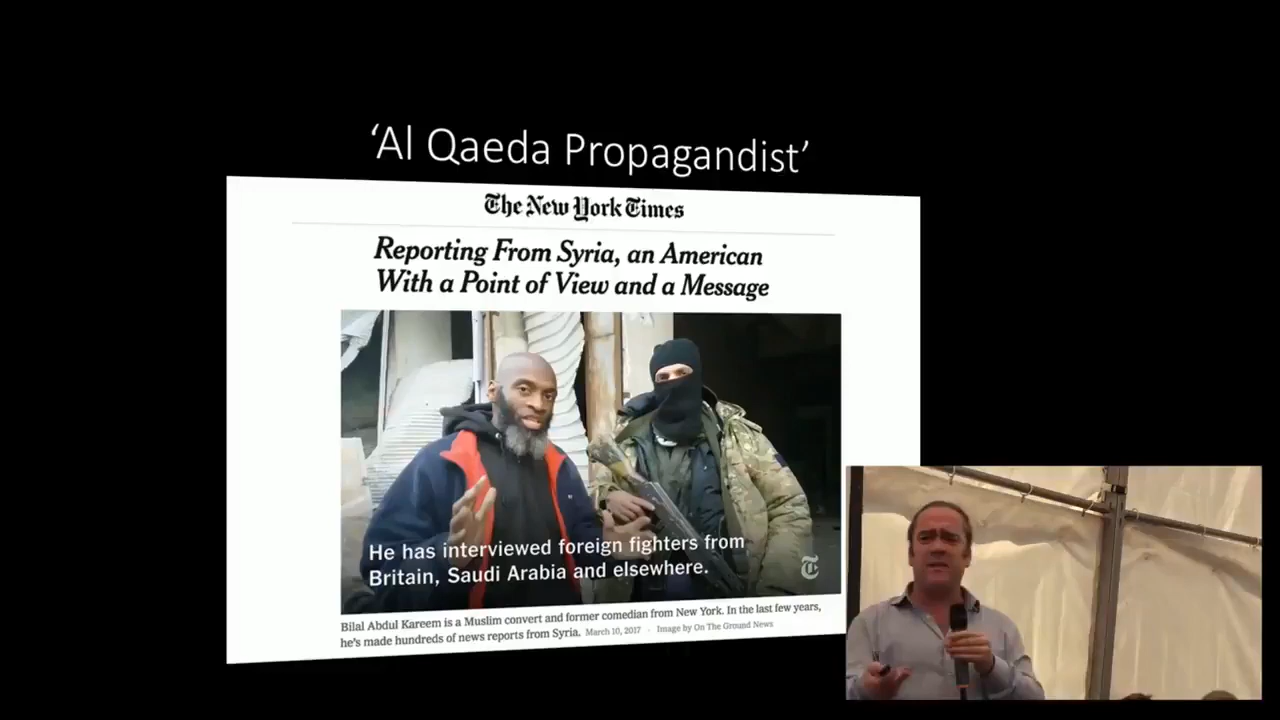 ‘Al Qaeda Propagandist’
The New York Times
Reporting From Syria, an American
With a Point of View and a Message
He has interviewed foreign fighters from
Britain, Saudi Arabia and elsewhere.
T
Bilal Abdul Kareem is a Muslim convert and former comedian from New York. In the last few years,
he's made hundreds of news reports from Syria. March 10, 2017 · Image by On The Ground News